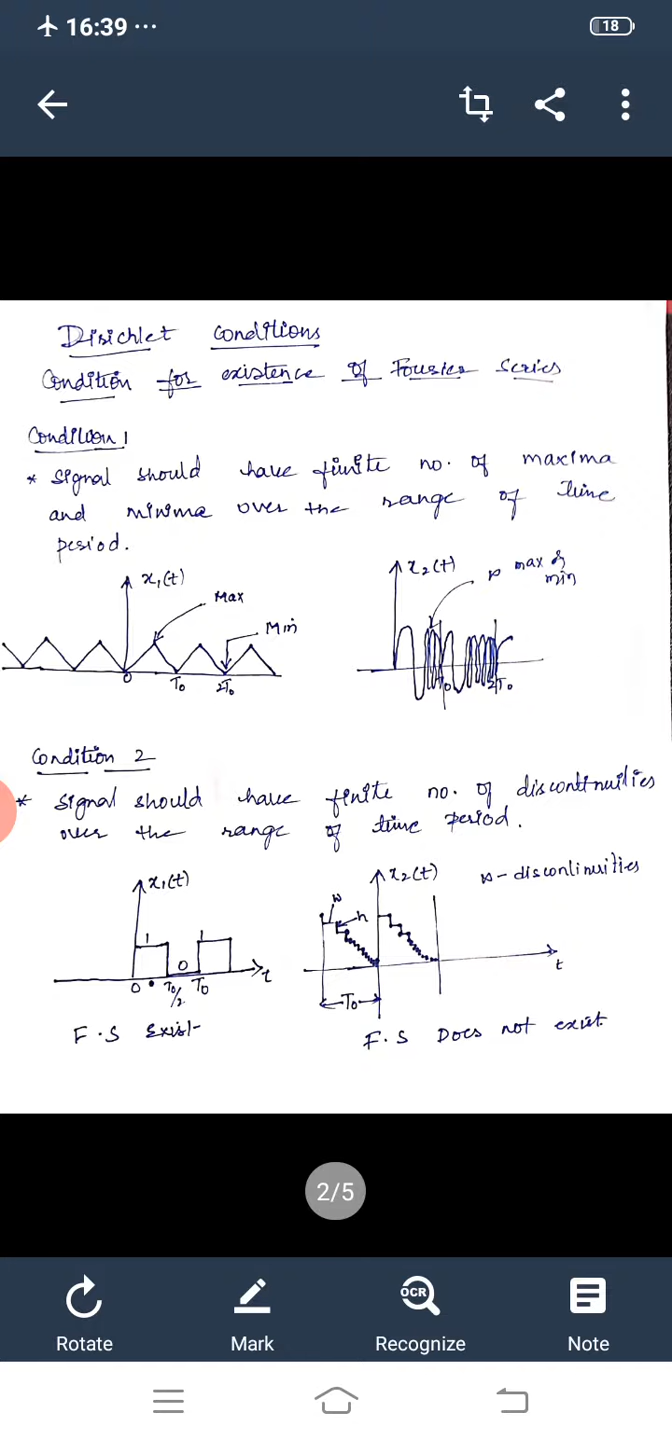 16:39 ...
18
Dirichlet Conditions
Condition for existence of Fourier Series
Condition 1
* Signal should have finite no. of maxima
and minima over the range of time
period.
x₁(t)
Max
Min
0 T₀ 2T₀
x₂(t)
∞ max &
min
T₀ 2T₀
Condition 2
* Signal should have finite no. of discontinuities
over the range of time period.
x₁(t)
1
0
0 T₀/2 T₀ t
F.S Exist
x₂(t)
∞ - discontinuities
w
h
T₀
t
F.S Does not exist.
2/5
OCR
Rotate
Mark
Recognize
Note